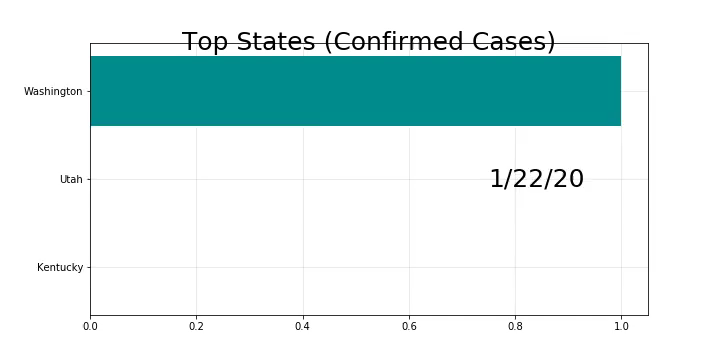 Top States (Confirmed Cases)
Washington
Utah
1/22/20
Kentucky
0.0 0.2 0.4 0.6 0.8 1.0